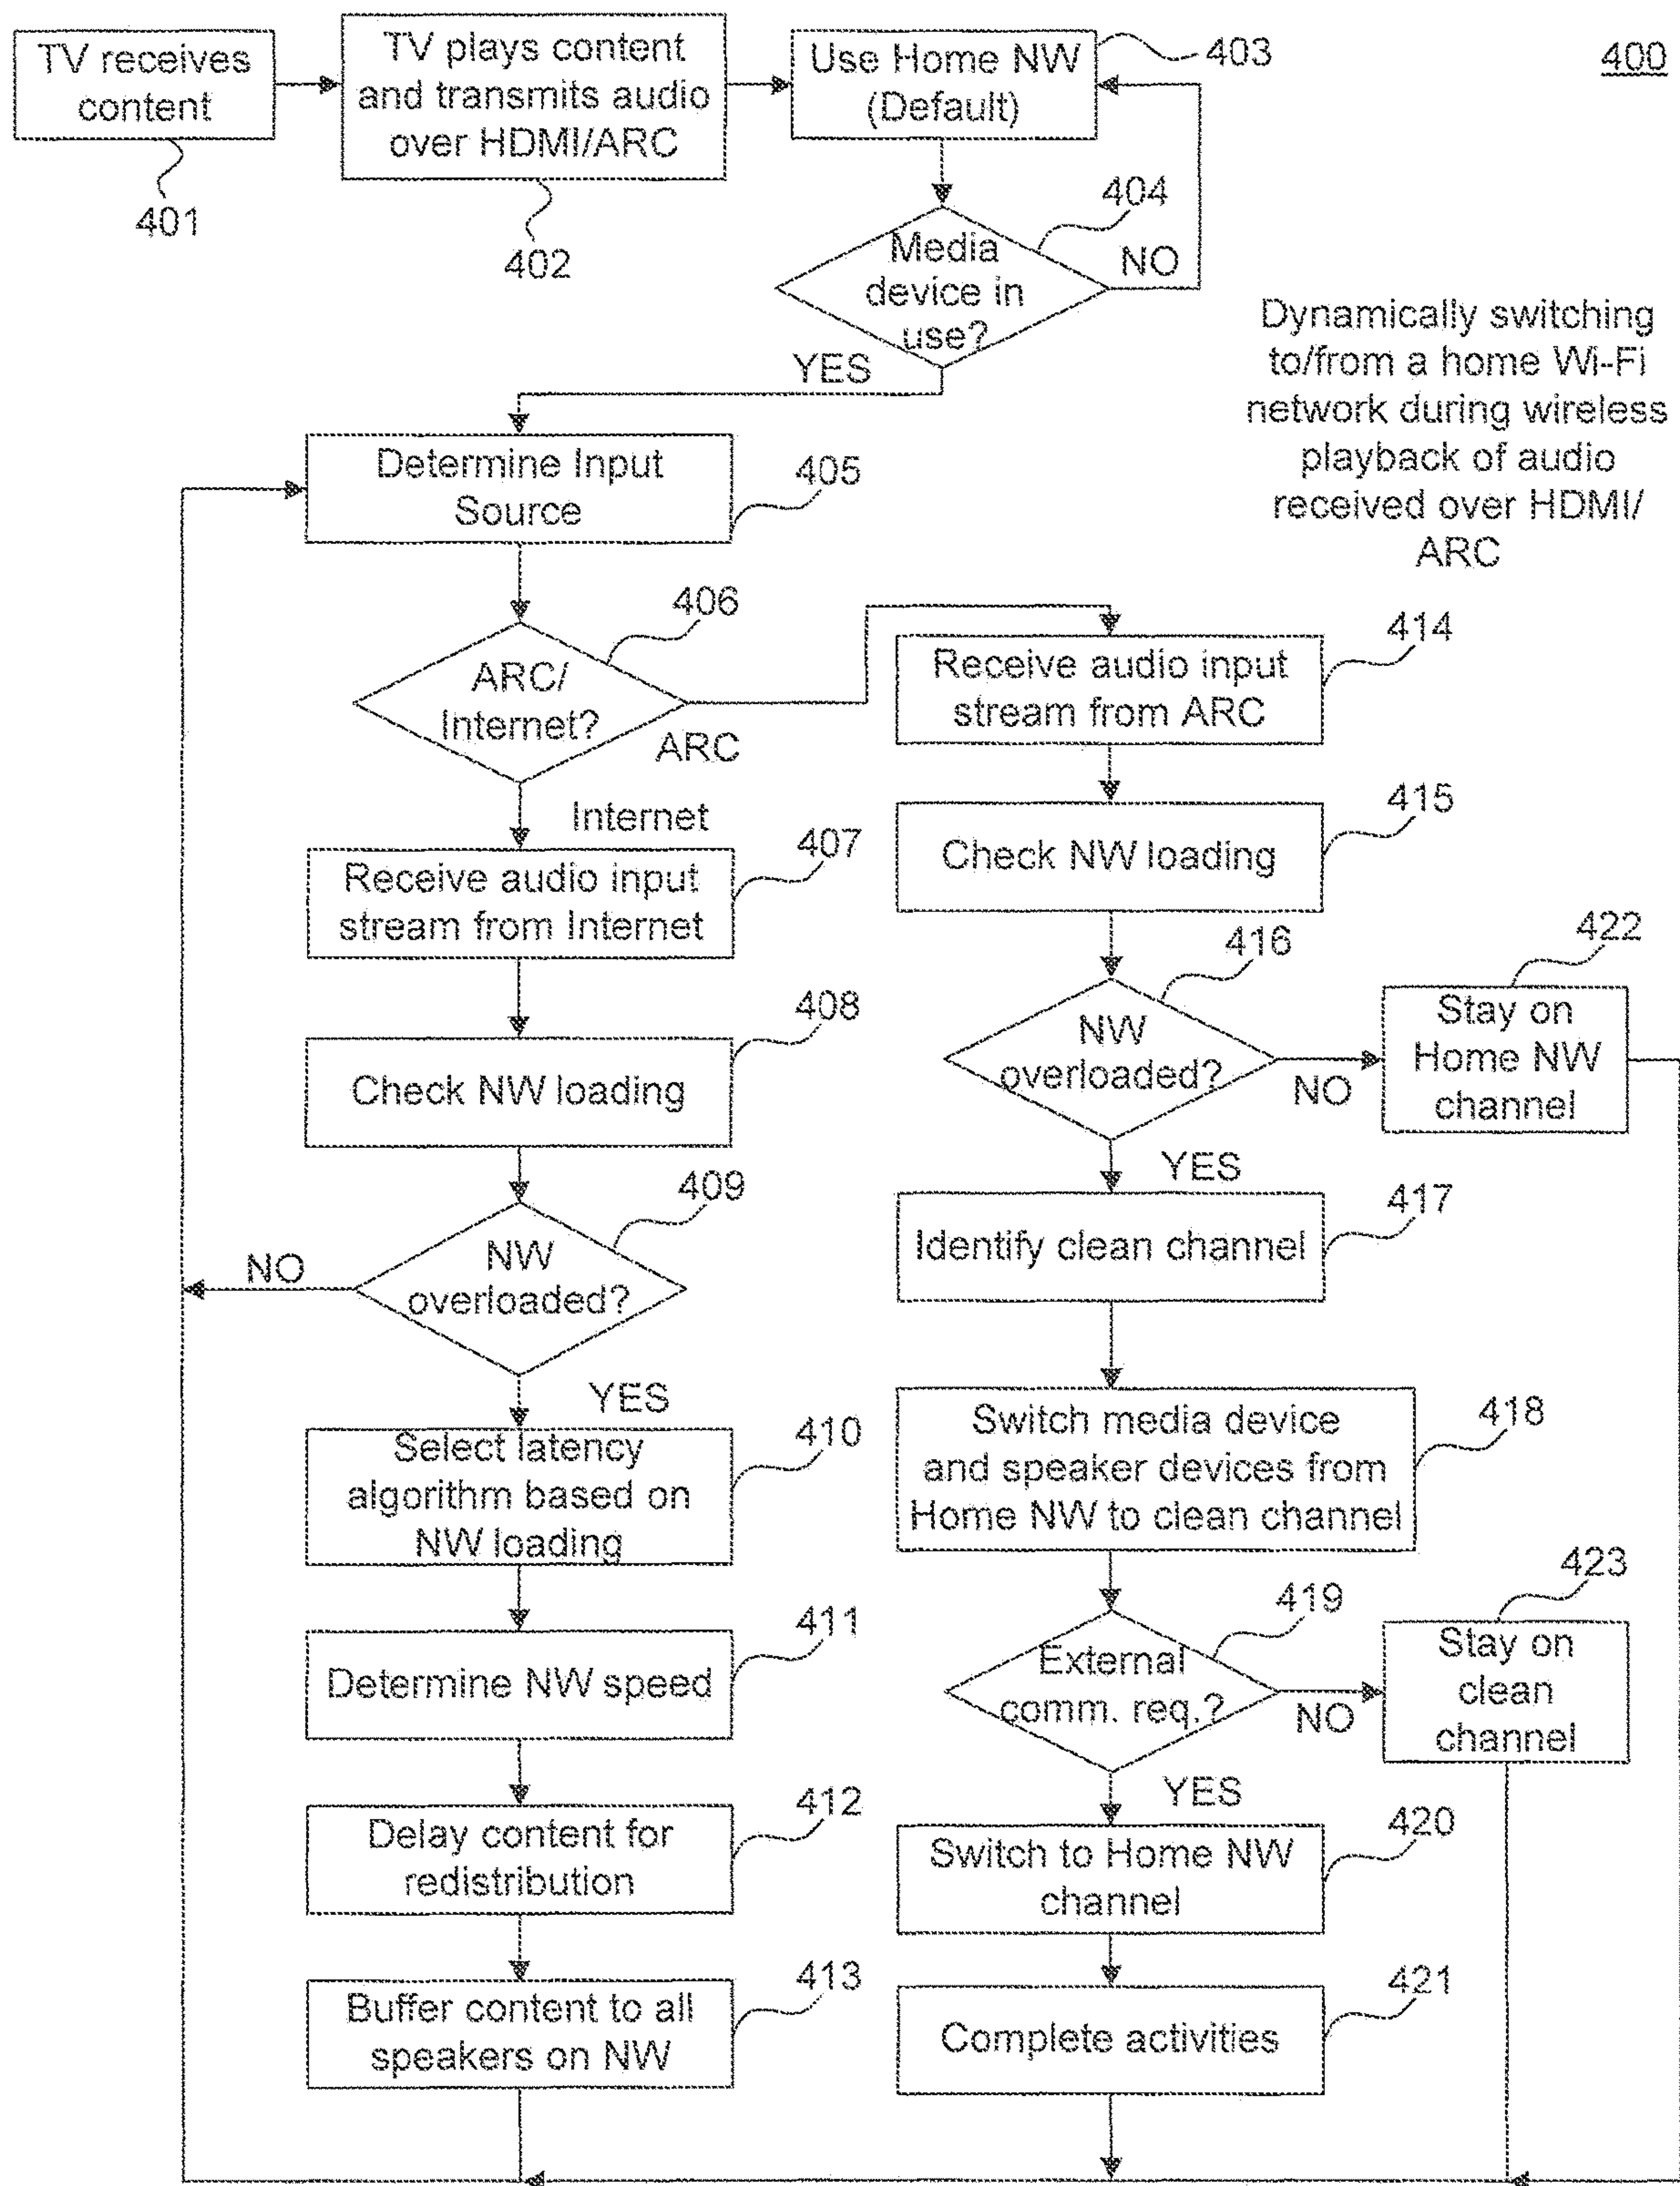 400
TV receives
content
401
TV plays content
and transmits audio
over HDMI/ARC
402
Use Home NW
(Default)
403
Media
device in
use?
404
NO
YES
Dynamically switching
to/from a home Wi-Fi
network during wireless
playback of audio
received over HDMI/
ARC
Determine Input
Source
405
ARC/
Internet?
406
ARC
Internet
Receive audio input
stream from Internet
407
Check NW loading
408
NW
overloaded?
409
NO
YES
Select latency
algorithm based on
NW loading
410
Determine NW speed
411
Delay content for
redistribution
412
Buffer content to all
speakers on NW
413
Receive audio input
stream from ARC
414
Check NW loading
415
NW
overloaded?
416
NO
YES
Stay on
Home NW
channel
422
Identify clean channel
417
Switch media device
and speaker devices from
Home NW to clean channel
418
External
comm. req.?
419
NO
YES
Stay on
clean
channel
423
Switch to Home NW
channel
420
Complete activities
421